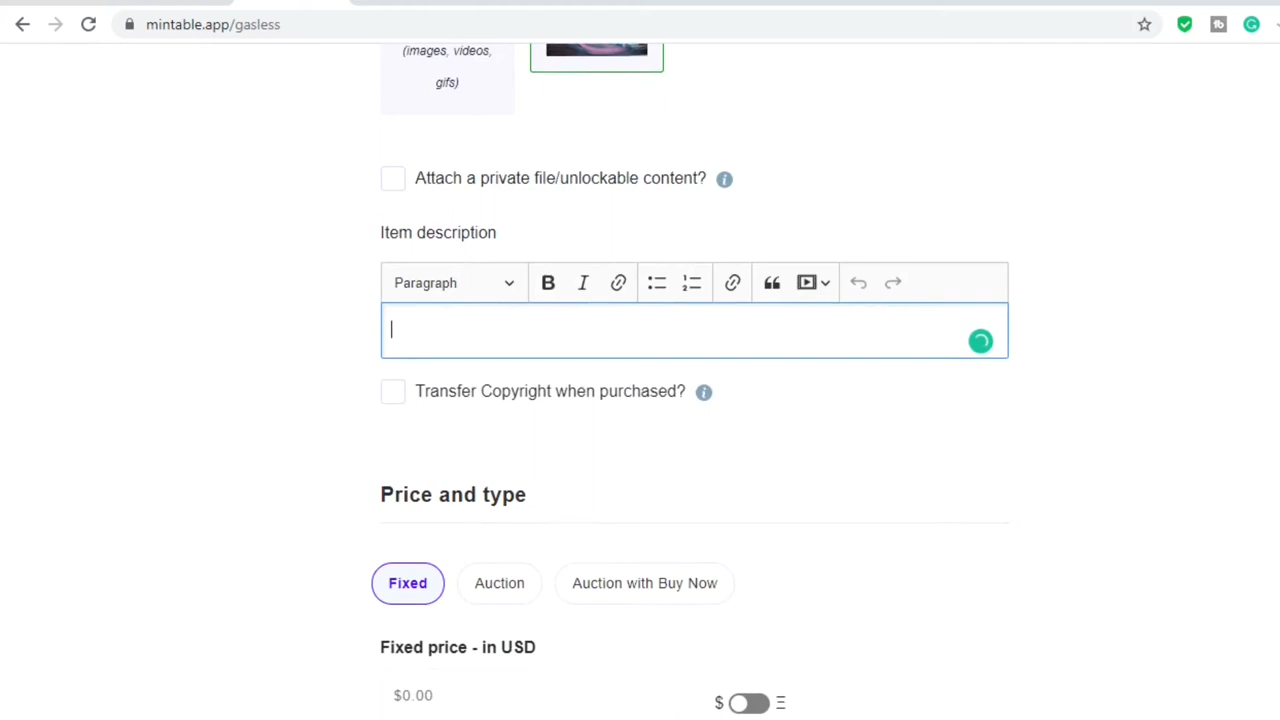 mintable.app/gasless
(images, videos,
gifs)
Attach a private file/unlockable content?
Item description
Paragraph
Transfer Copyright when purchased?
Price and type
Fixed Auction Auction with Buy Now
Fixed price - in USD
$0.00 $ Ξ